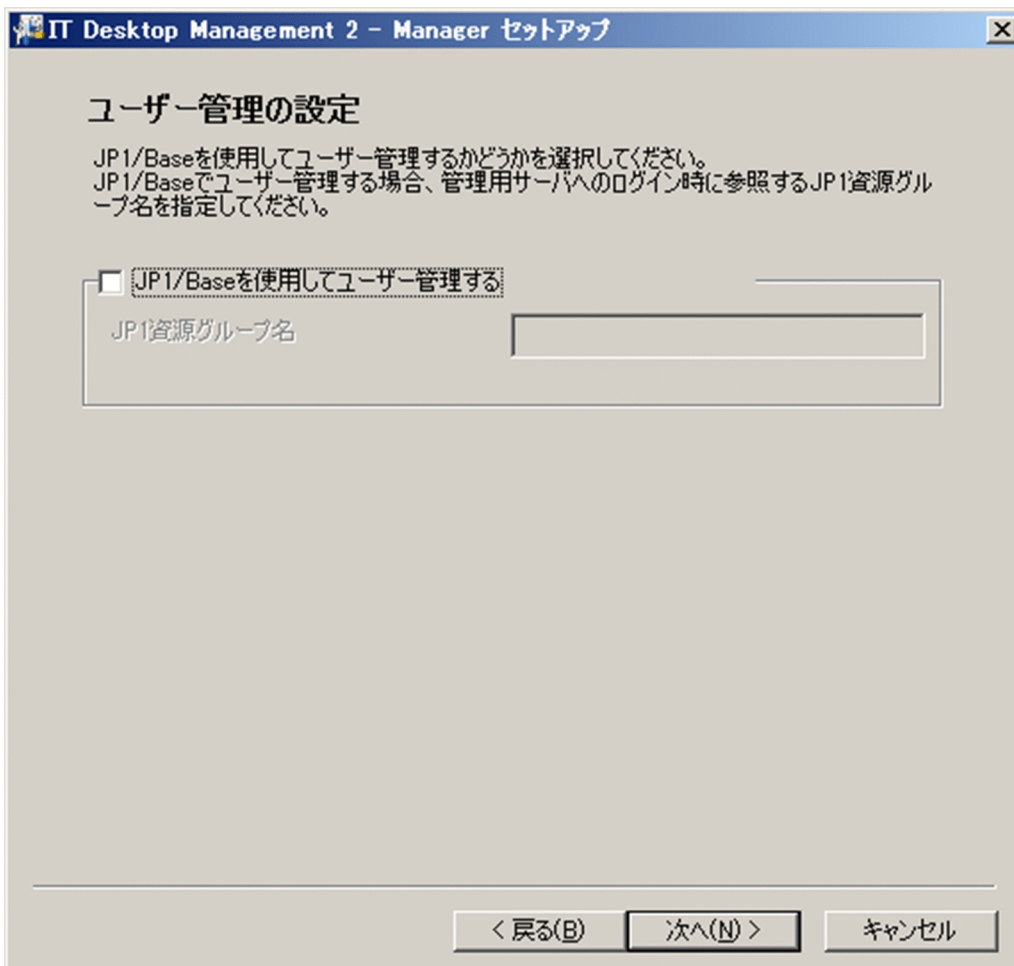 IT Desktop Management 2 - Manager セットアップ
ユーザー管理の設定
JP1/Baseを使用してユーザー管理するかどうかを選択してください。
JP1/Baseでユーザー管理する場合、管理用サーバへのログイン時に参照するJP1資源グル
ープ名を指定してください。
JP1/Baseを使用してユーザー管理する
JP1資源グループ名
< 戻る(B)
次へ(N) >
キャンセル